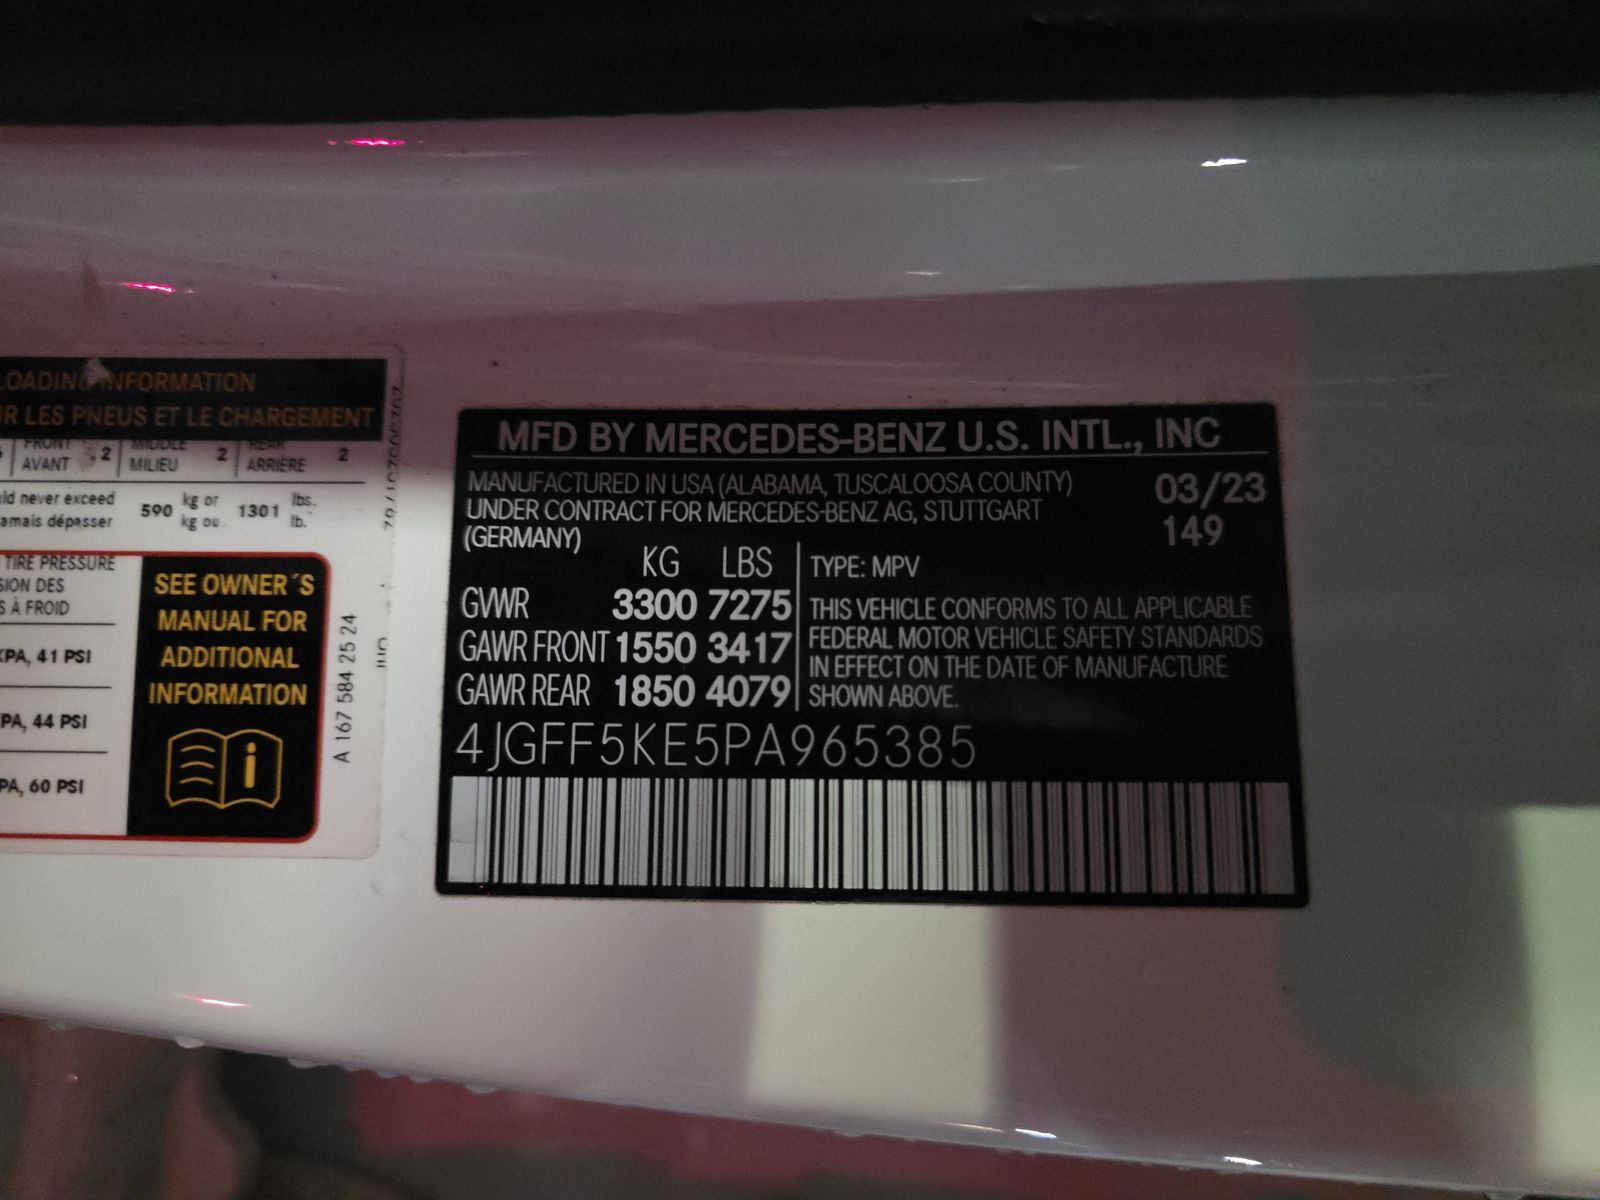 LOADING INFORMATION
R LES PNEUS ET LE CHARGEMENT
FRONT 2 MIDDLE 2 REAR 2
AVANT MILIEU ARRIÈRE
ld never exceed 590 kg or 1301 lbs.
amais dépasser kg ou lb.
TIRE PRESSURE
SION DES
S À FROID
KPA, 41 PSI
PA, 44 PSI
PA, 60 PSI
SEE OWNER´S
MANUAL FOR
ADDITIONAL
INFORMATION
A 167 584 25 24
MFD BY MERCEDES-BENZ U.S. INTL., INC
MANUFACTURED IN USA (ALABAMA, TUSCALOOSA COUNTY)
UNDER CONTRACT FOR MERCEDES-BENZ AG, STUTTGART
(GERMANY)
03/23
149
KG LBS
GVWR 3300 7275
GAWR FRONT 1550 3417
GAWR REAR 1850 4079
TYPE: MPV
THIS VEHICLE CONFORMS TO ALL APPLICABLE
FEDERAL MOTOR VEHICLE SAFETY STANDARDS
IN EFFECT ON THE DATE OF MANUFACTURE
SHOWN ABOVE.
4JGFF5KE5PA965385